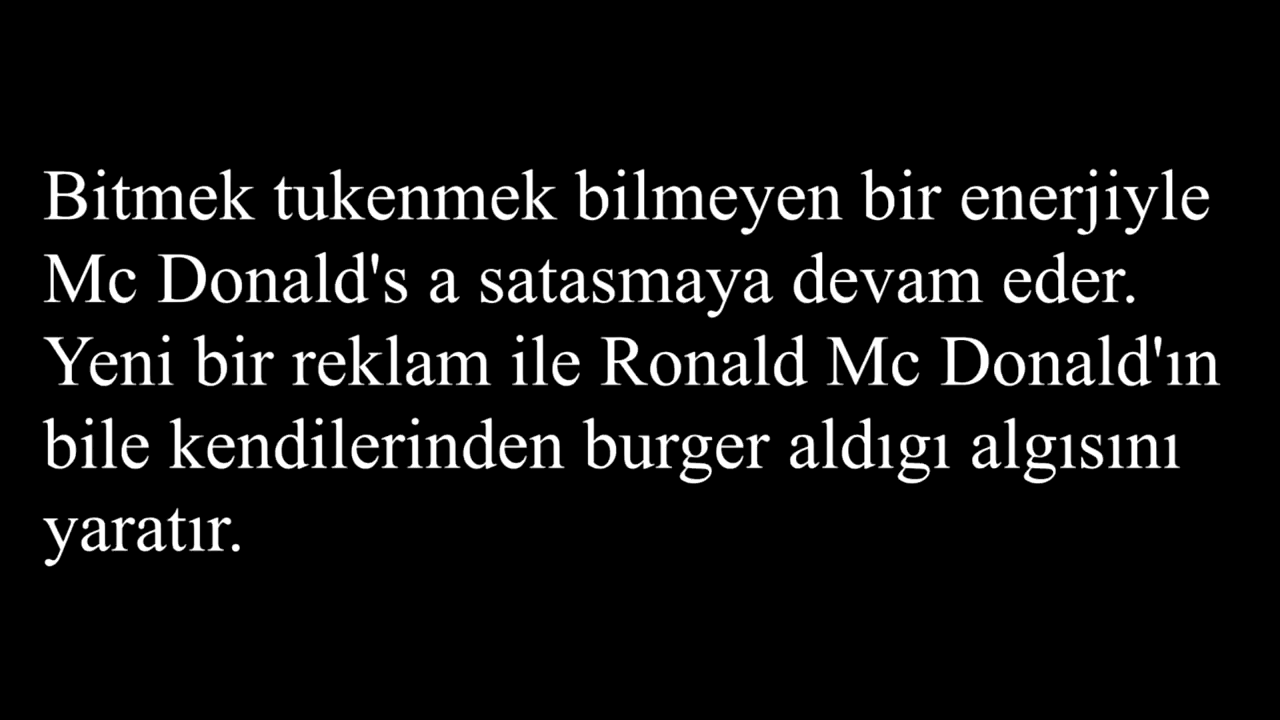 Bitmek tukenmek bilmeyen bir enerjiyle
Mc Donald's a satasmaya devam eder.
Yeni bir reklam ile Ronald Mc Donald'ın
bile kendilerinden burger aldıgı algısını
yaratır.